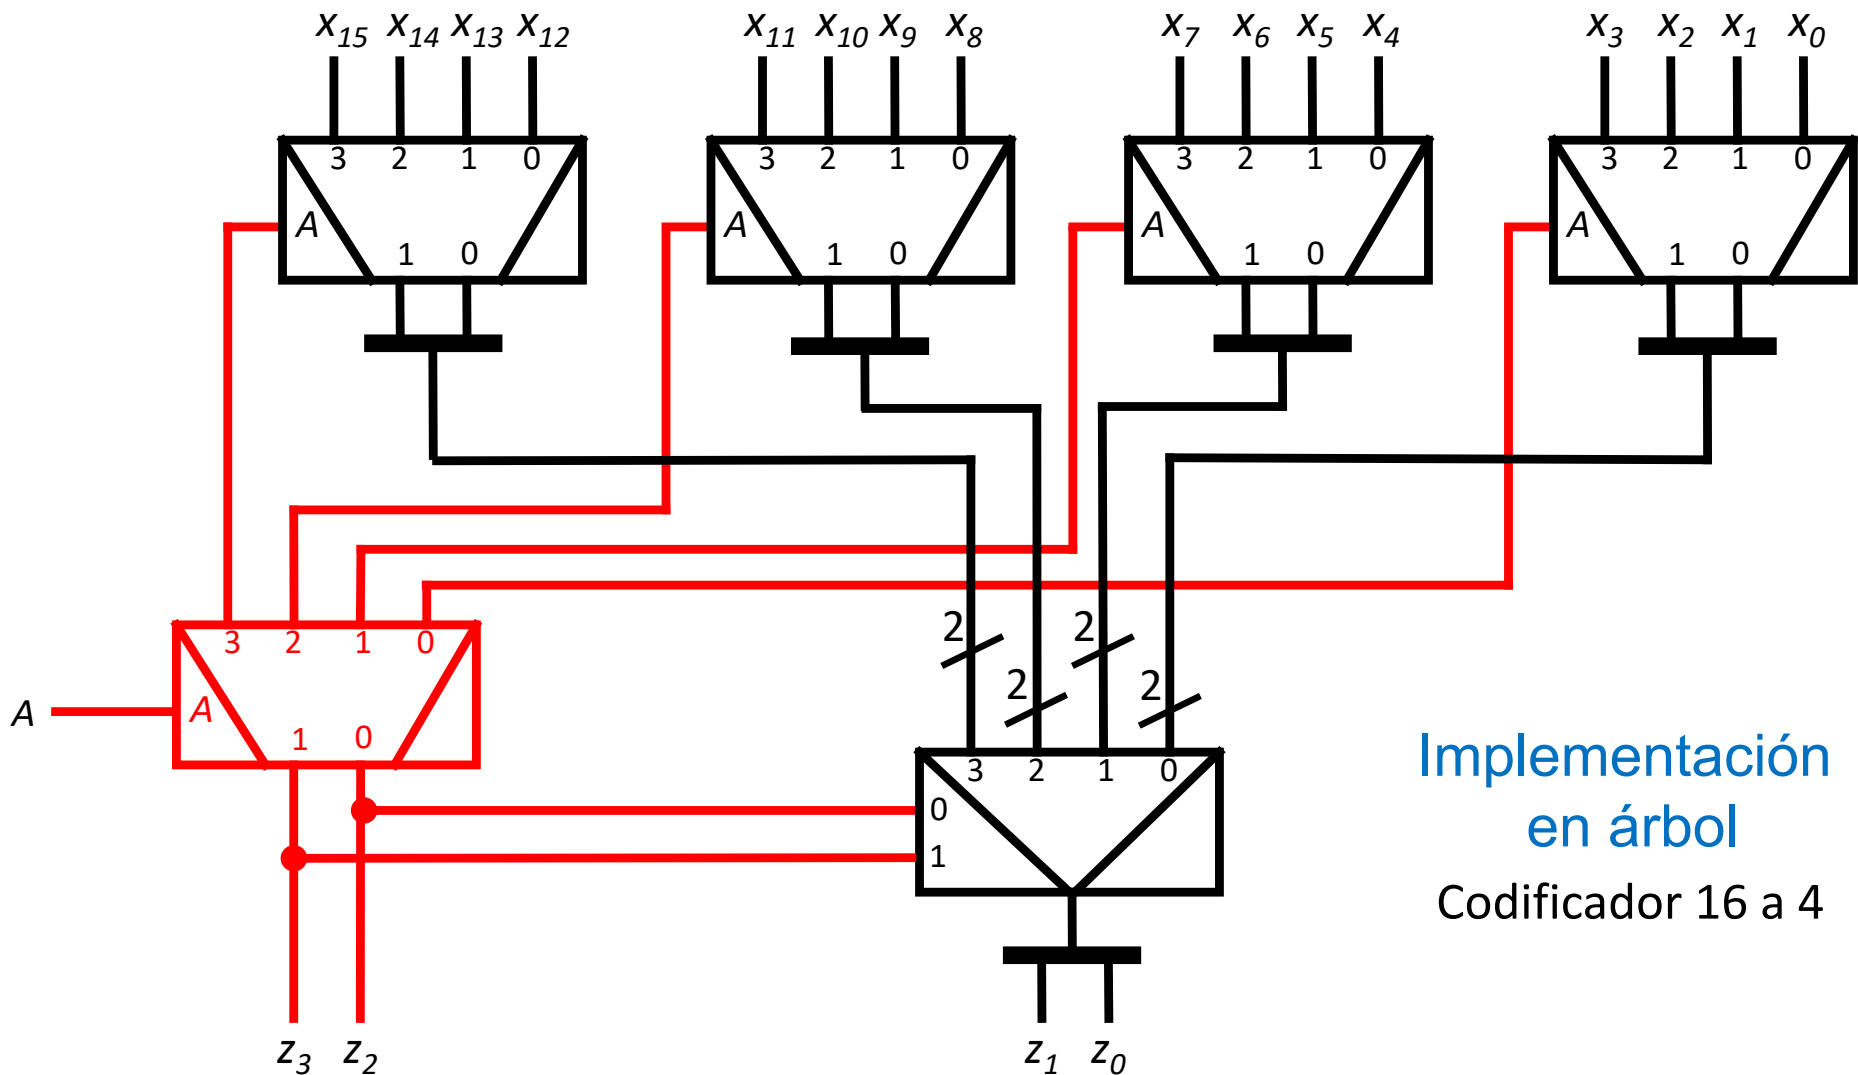 x15 x14 x13 x12 x11 x10 x9 x8 x7 x6 x5 x4 x3 x2 x1 x0
3 2 1 0 3 2 1 0 3 2 1 0 3 2 1 0
A A A A
1 0 1 0 1 0 1 0
2 2
3 2 1 0
2 2
A A
1 0
3 2 1 0
0
1
Implementación
en árbol
Codificador 16 a 4
z3 z2 z1 z0